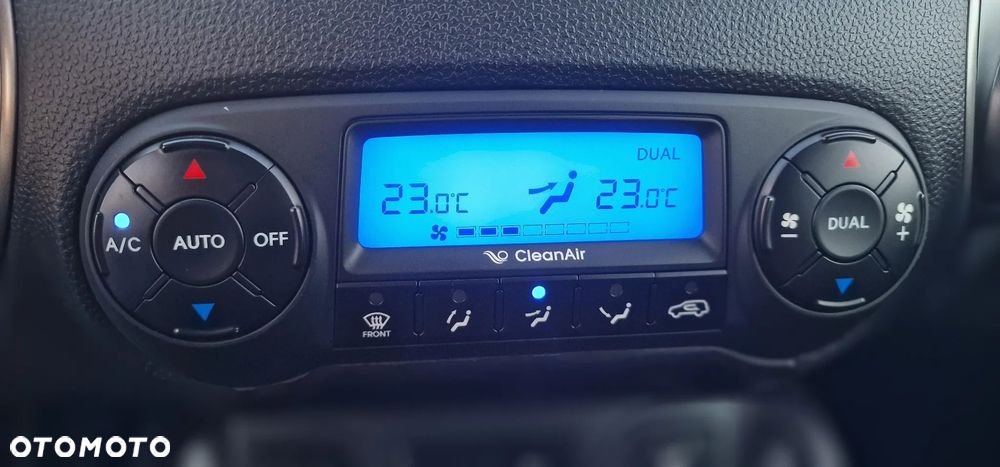 DUAL
23.0°C 23.0°C
CleanAir
A/C AUTO OFF
DUAL
−
+
FRONT
OTOMOTO